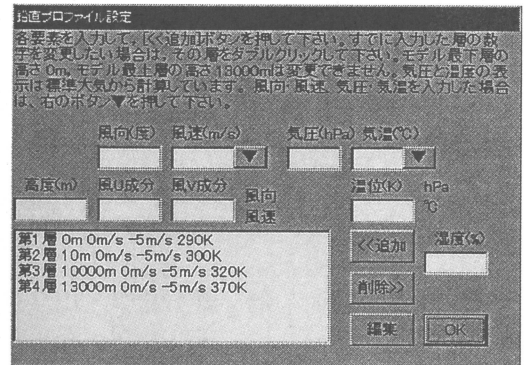 鉛直プロファイル設定
各要素を入力して、[<<追加]ボタンを押して下さい。すでに入力した層の数
字を変更したい場合は、その層をダブルクリックして下さい。モデル最下層の
高さ0m、モデル最上層の高さ13000mは変更できません。気圧と温度の表
示は標準大気から計算しています。風向・風速、気圧・気温を入力した場合
は、右のボタン▼を押して下さい。
風向(度) 風速(m/s) 気圧(hPa) 気温(℃)
高度(m) 風U成分 風V成分 風向 風速 温位(K) hPa ℃
第1層 0m 0m/s -5m/s 290K
第2層 10m 0m/s -5m/s 300K
第3層 10000m 0m/s -5m/s 320K
第4層 13000m 0m/s -5m/s 370K
<<追加 湿度(%)
削除>>
編集 OK